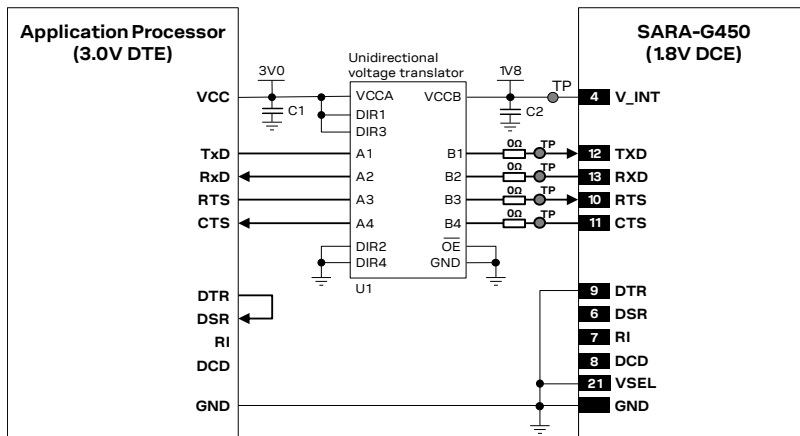 Application Processor
(3.0V DTE)
SARA-G450
(1.8V DCE)
Unidirectional
voltage translator
3V0
1V8
TP
VCC
C1
VCCA
VCCB
C2
4
V_INT
DIR1
DIR3
0Ω
TP
TxD
A1
B1
12
TXD
0Ω
TP
RxD
A2
B2
13
RXD
0Ω
TP
RTS
A3
B3
10
RTS
0Ω
TP
CTS
A4
B4
11
CTS
DIR2
OE
DIR4
GND
U1
DTR
9
DTR
DSR
6
DSR
RI
7
RI
DCD
8
DCD
21
VSEL
GND
GND